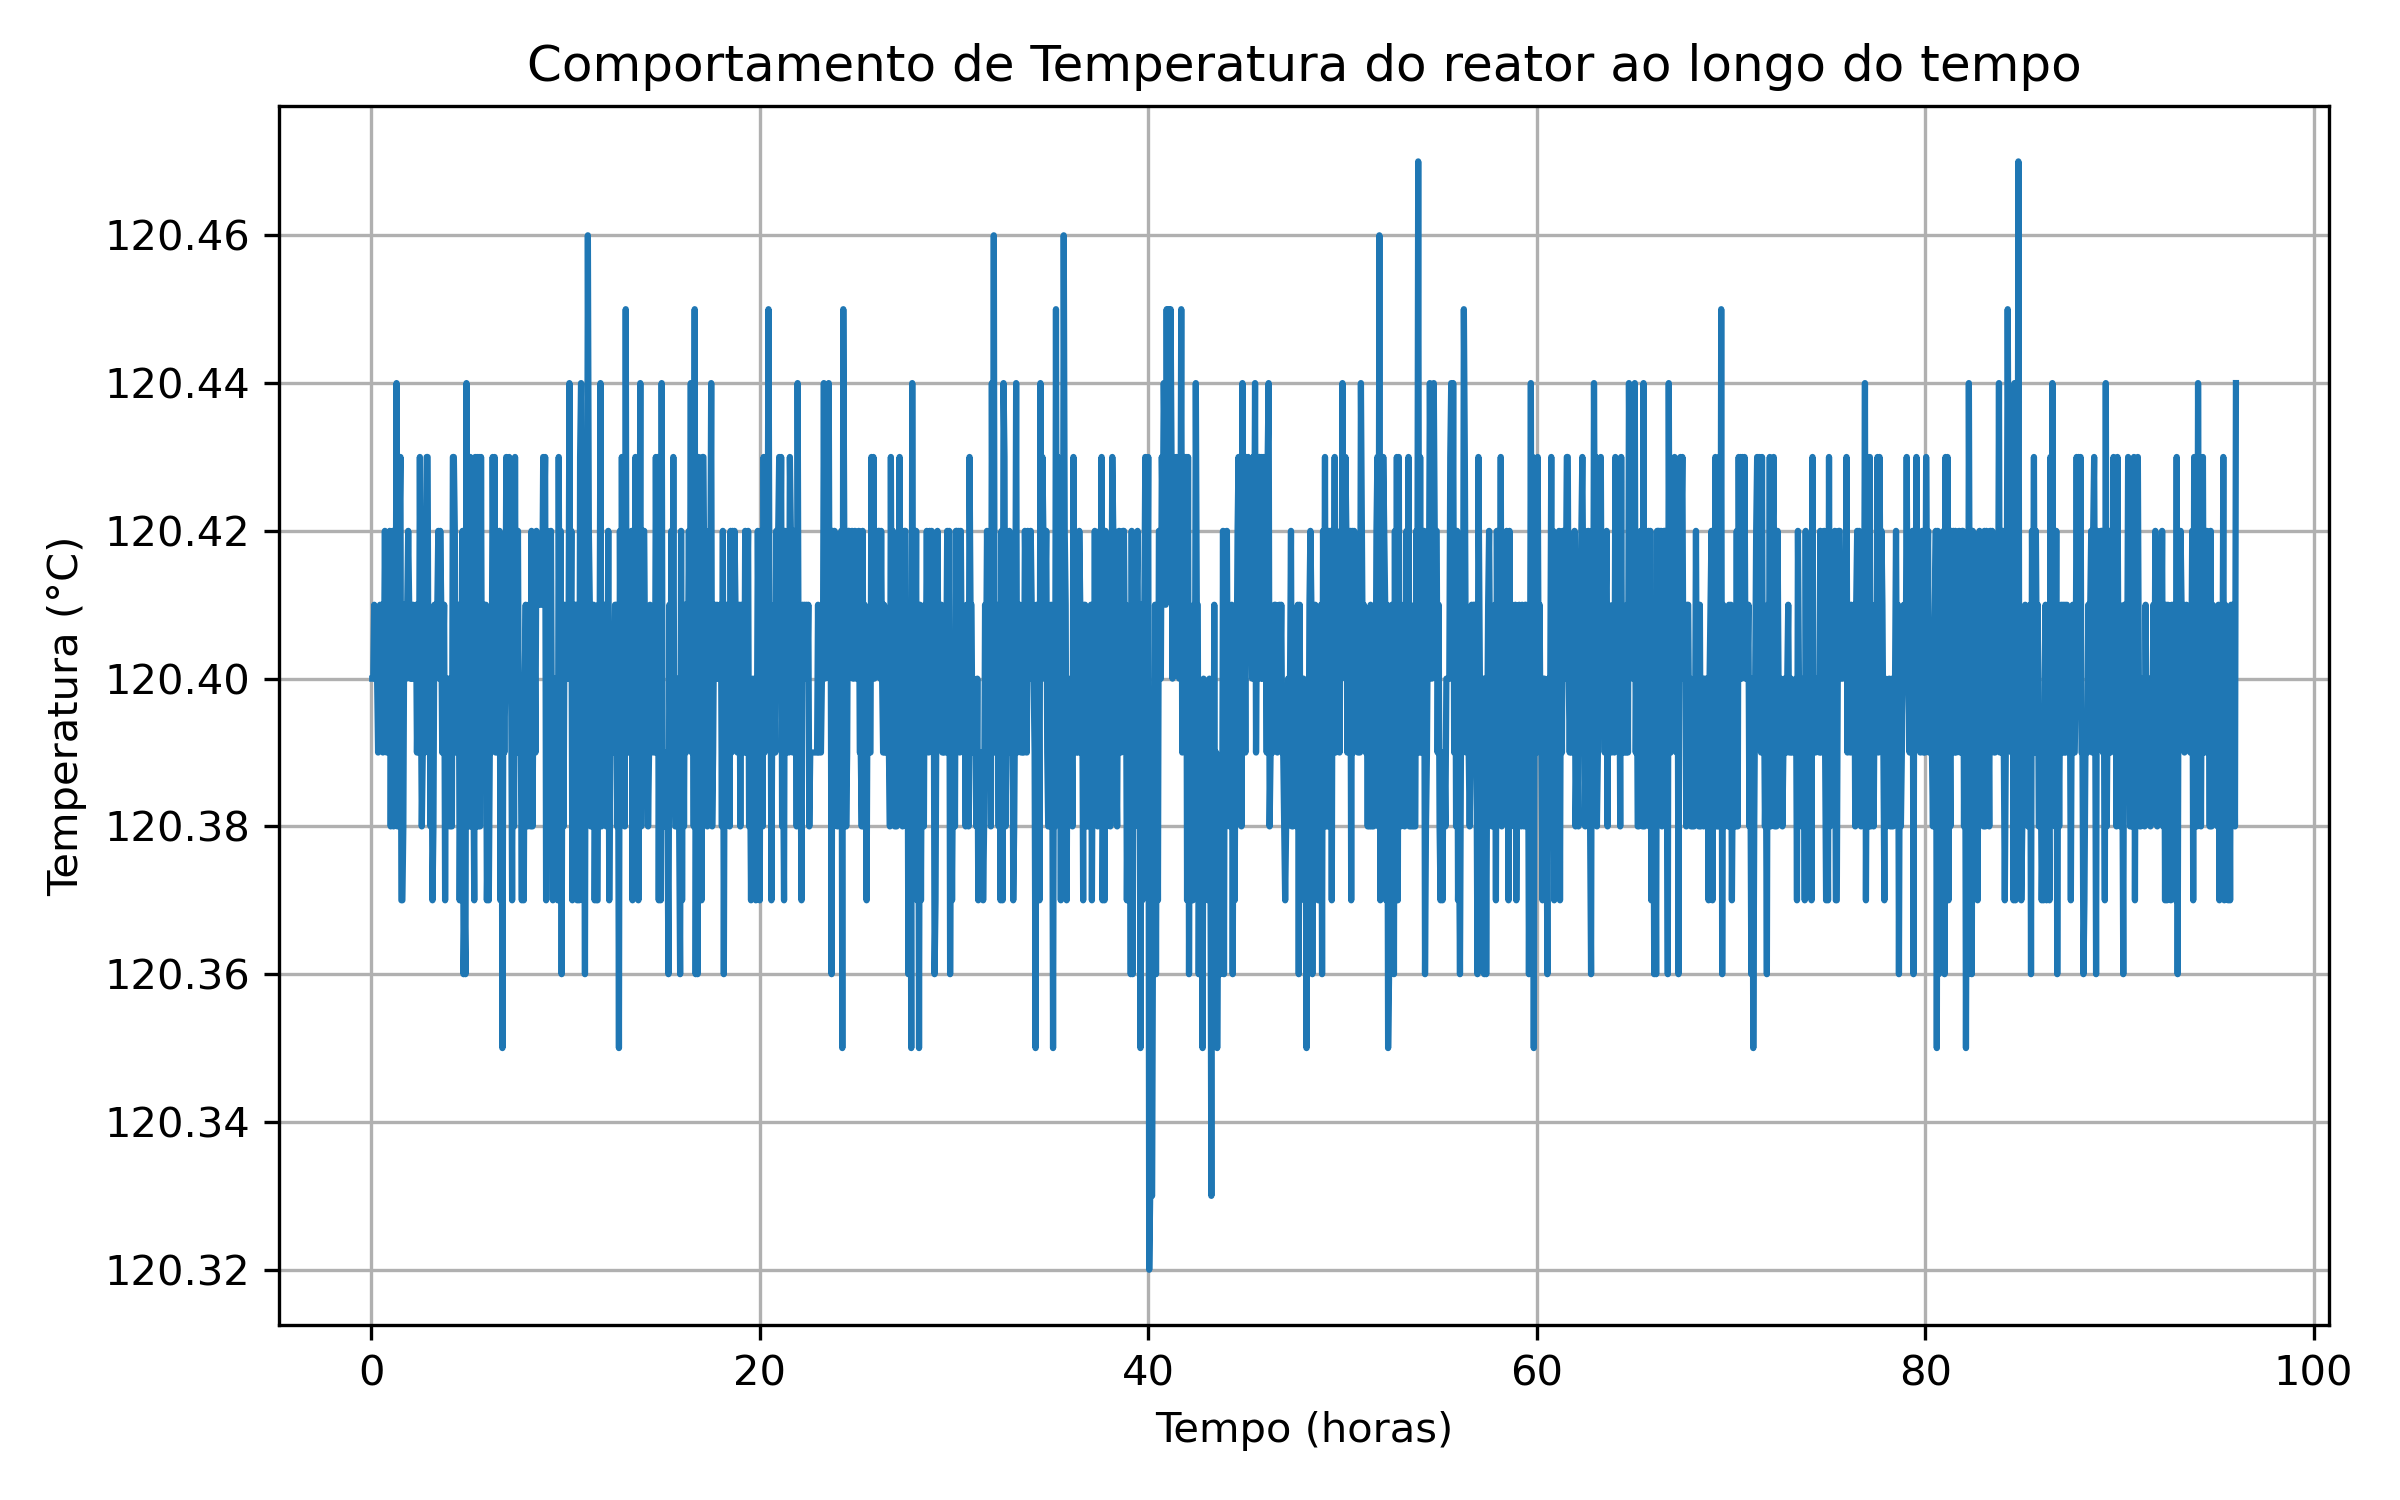 Comportamento de Temperatura do reator ao longo do tempo
Temperatura (°C)
120.46
120.44
120.42
120.40
120.38
120.36
120.34
120.32
0 20 40 60 80 100
Tempo (horas)